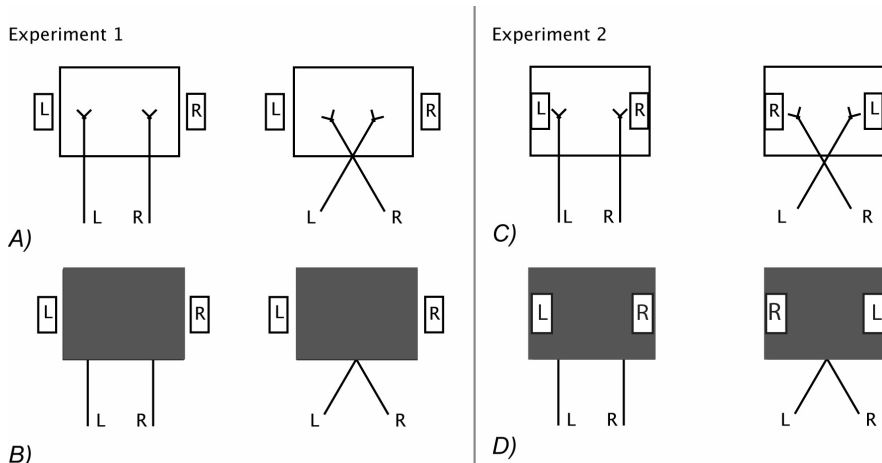 Experiment 1
L R L R
L R L R
A)
L R L R
L R L R
B)
Experiment 2
L R R L
L R L R
C)
L R R L
L R L R
D)